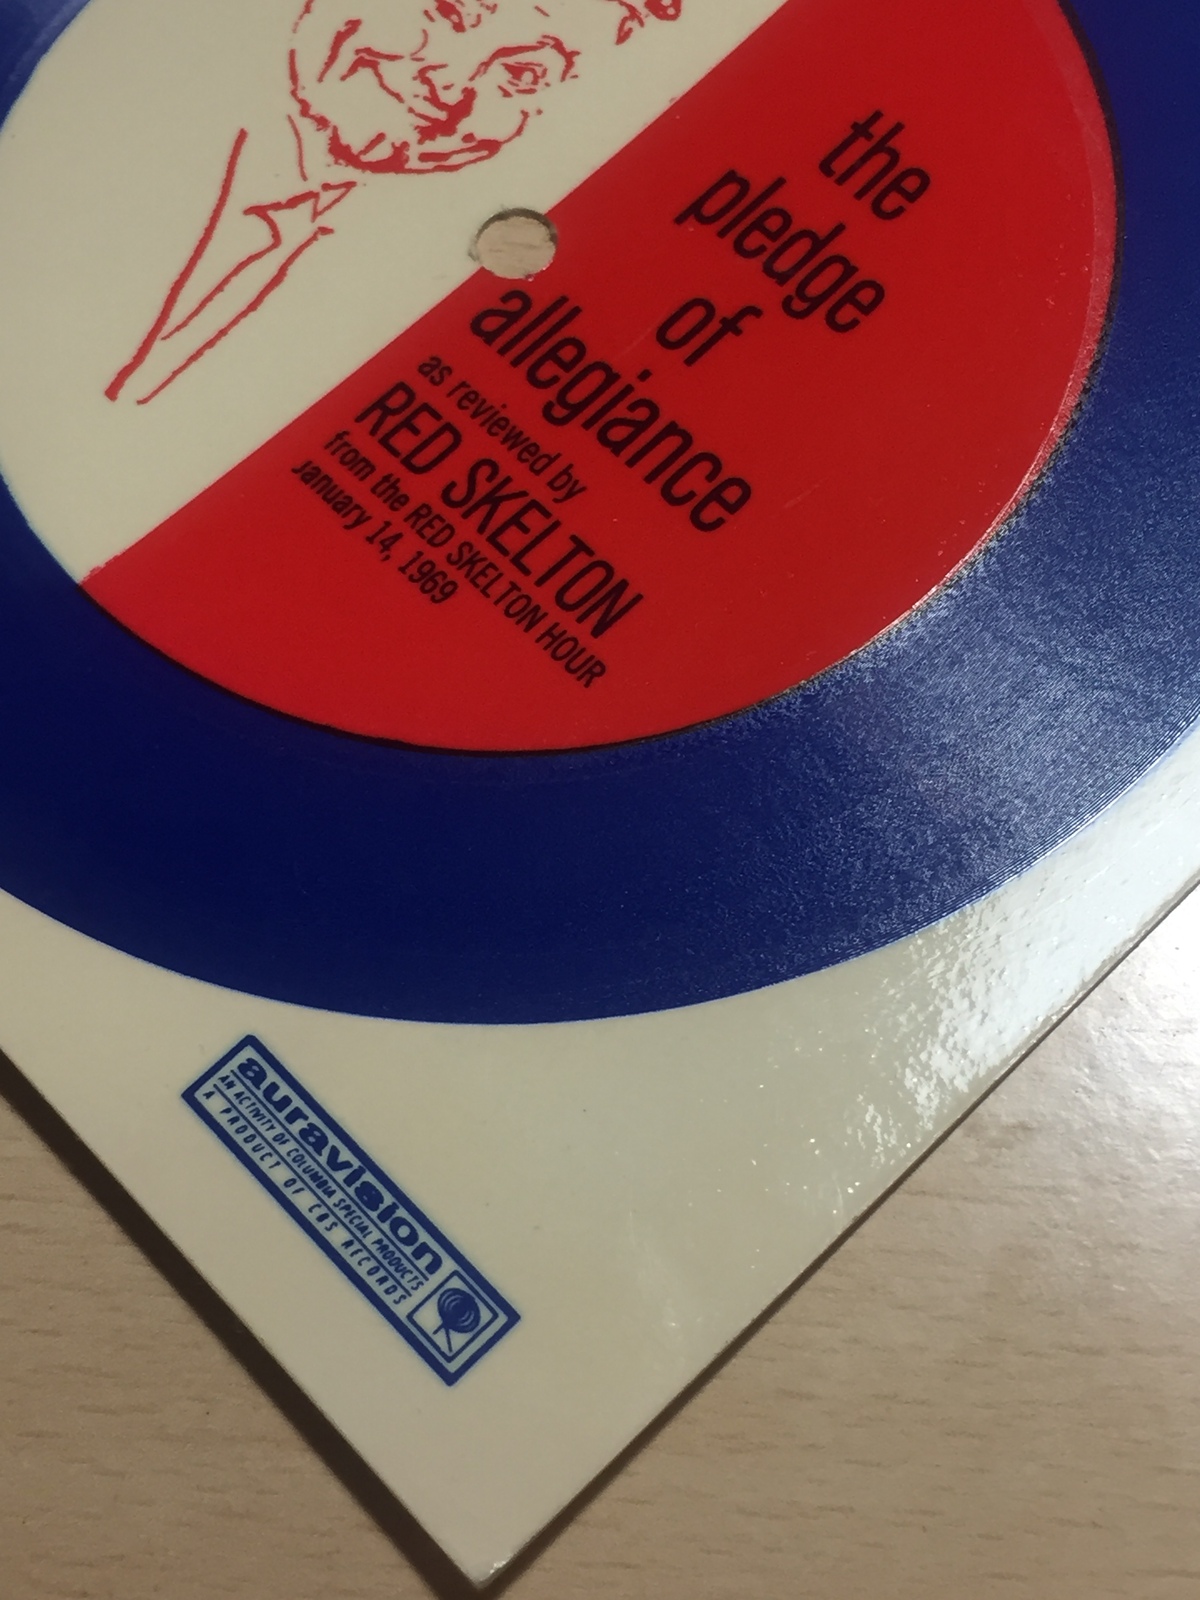 the
pledge
of
allegiance
as reviewed by
RED SKELTON
from the RED SKELTON HOUR
January 14, 1969
auravision
AN ACTIVITY OF COLUMBIA SPECIAL PRODUCTS
A PRODUCT OF CBS RECORDS